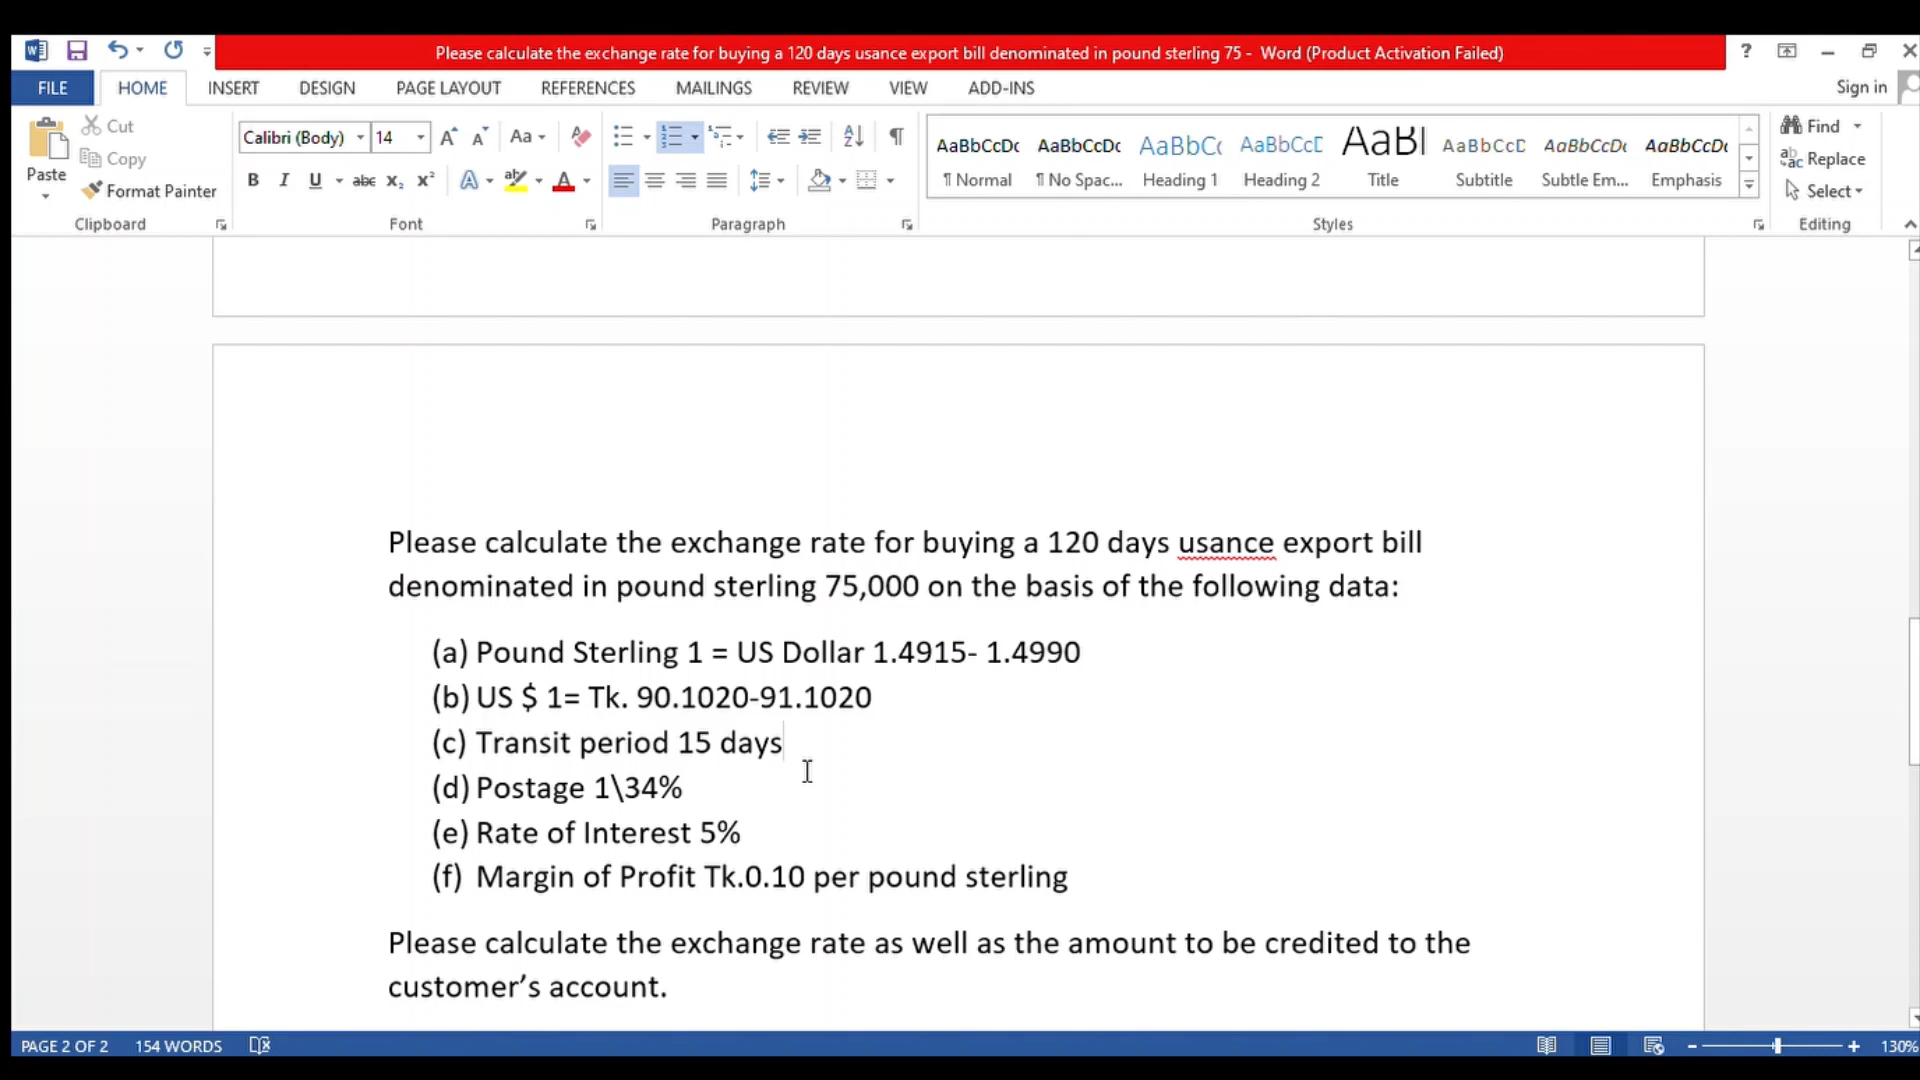 Please calculate the exchange rate for buying a 120 days usance export bill denominated in pound sterling 75 - Word (Product Activation Failed)
?
FILE HOME INSERT DESIGN PAGE LAYOUT REFERENCES MAILINGS REVIEW VIEW ADD-INS Sign in
Paste
Cut
Copy
Format Painter
Clipboard
Calibri (Body) 14
Aa
B I U abc X₂ X² A ab A
Font
Paragraph
AaBbCcDc AaBbCcDc AaBbC( AaBbCcD AaBl AaBbCcD AaBbCcDc AaBbCcDc
¶ Normal ¶ No Spac... Heading 1 Heading 2 Title Subtitle Subtle Em... Emphasis
Styles
Find
Replace
Select
Editing
Please calculate the exchange rate for buying a 120 days usance export bill
denominated in pound sterling 75,000 on the basis of the following data:
(a) Pound Sterling 1 = US Dollar 1.4915- 1.4990
(b) US $ 1= Tk. 90.1020-91.1020
(c) Transit period 15 days
(d) Postage 1\34%
(e) Rate of Interest 5%
(f) Margin of Profit Tk.0.10 per pound sterling
Please calculate the exchange rate as well as the amount to be credited to the
customer’s account.
PAGE 2 OF 2 154 WORDS 130%